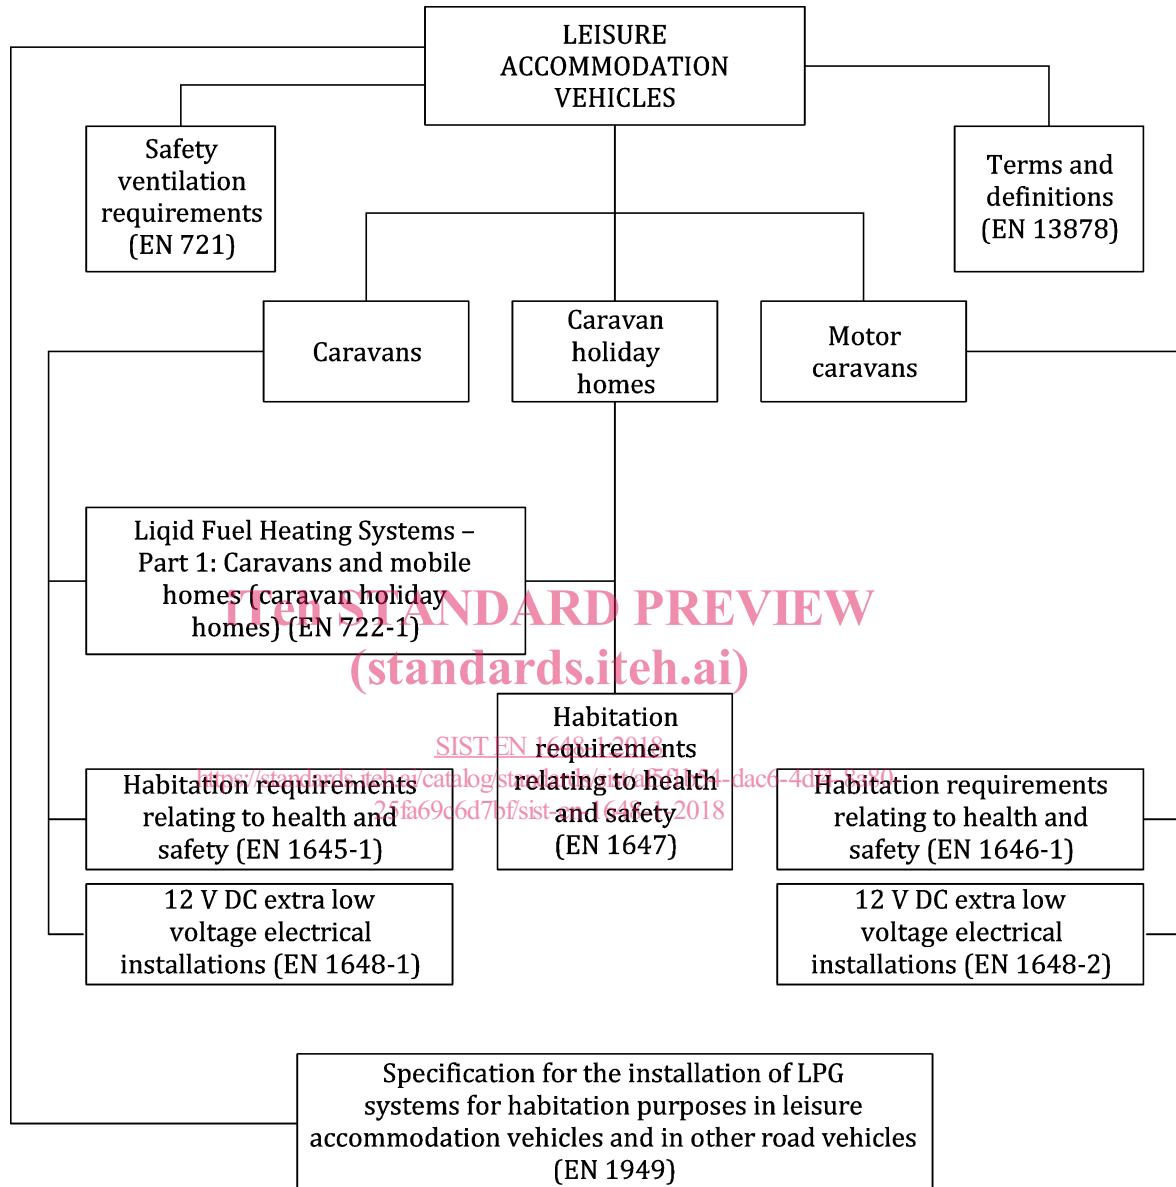 LEISURE
ACCOMMODATION
VEHICLES
Safety
ventilation
requirements
(EN 721)
Terms and
definitions
(EN 13878)
Caravans
Caravan
holiday
homes
Motor
caravans
Liqid Fuel Heating Systems –
Part 1: Caravans and mobile
homes (caravan holiday
homes) (EN 722-1)
iTeh STANDARD PREVIEW
(standards.iteh.ai)
Habitation
requirements
relating to health
and safety
(EN 1647)
SIST EN 1648-1:2018
25fa69c6d7bf/sist-en-1648-1-2018
Habitation requirements
relating to health and
safety (EN 1645-1)
Habitation requirements
relating to health and
safety (EN 1646-1)
12 V DC extra low
voltage electrical
installations (EN 1648-1)
12 V DC extra low
voltage electrical
installations (EN 1648-2)
Specification for the installation of LPG
systems for habitation purposes in leisure
accommodation vehicles and in other road vehicles
(EN 1949)